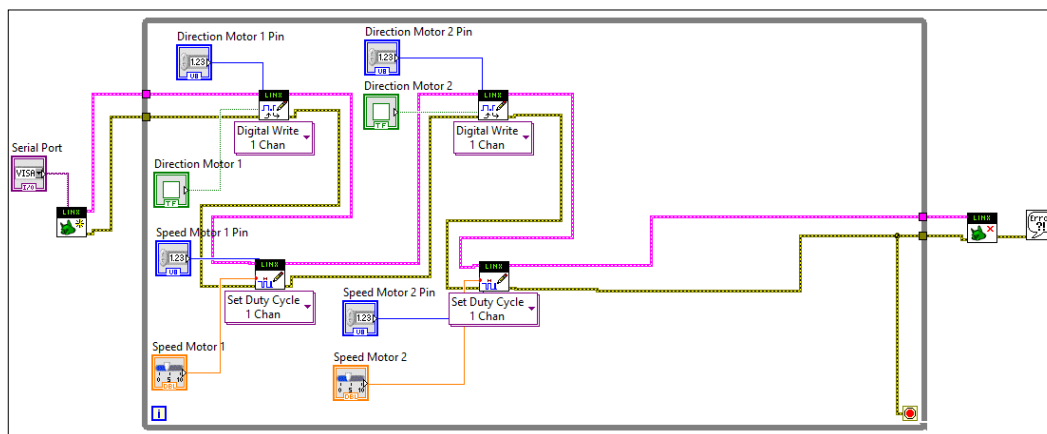 Direction Motor 1 Pin
1.23
U8
Direction Motor 2 Pin
1.23
U8
Direction Motor 2
TF
LINX
Digital Write
1 Chan
LINX
Digital Write
1 Chan
Serial Port
VISA
I/O
LINX
Direction Motor 1
TF
Speed Motor 1 Pin
1.23
U8
LINX
Set Duty Cycle
1 Chan
Speed Motor 2 Pin
1.23
U8
LINX
Set Duty Cycle
1 Chan
Speed Motor 1
0 5 10
DBL
Speed Motor 2
0 5 10
DBL
i
LINX
?!